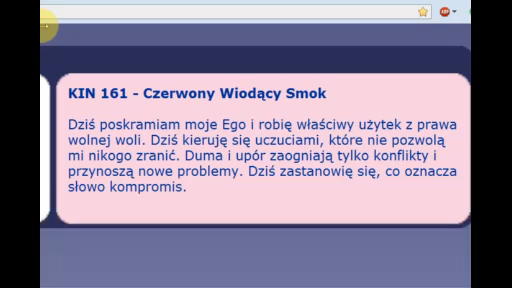 KIN 161 - Czerwony Wiodący Smok
Dziś poskramiam moje Ego i robię właściwy użytek z prawa
wolnej woli. Dziś kieruję się uczuciami, które nie pozwolą
mi nikogo zranić. Duma i upór zaogniają tylko konflikty i
przynoszą nowe problemy. Dziś zastanowię się, co oznacza
słowo kompromis.